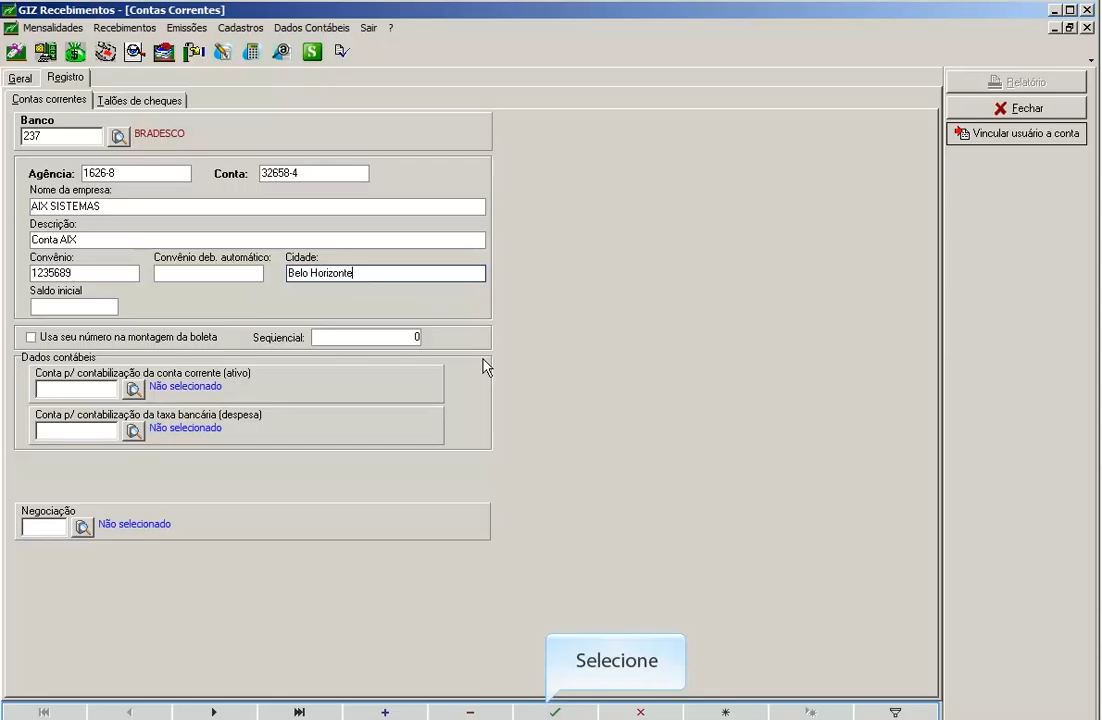 GIZ Recebimentos - [Contas Correntes]
Mensalidades Recebimentos Emissões Cadastros Dados Contábeis Sair ?
S
Geral Registro
Relatório
Contas correntes Talões de cheques
Fechar
Banco
237 BRADESCO
Vincular usuário a conta
Agência: 1626-8 Conta: 32658-4
Nome da empresa:
AIX SISTEMAS
Descrição:
Conta AIX
Convênio: Convênio deb. automático: Cidade:
1235689 Belo Horizonte
Saldo inicial
Usa seu número na montagem da boleta Seqüencial: 0
Dados contábeis
Conta p/ contabilização da conta corrente (ativo)
Não selecionado
Conta p/ contabilização da taxa bancária (despesa)
Não selecionado
Negociação
Não selecionado
Selecione